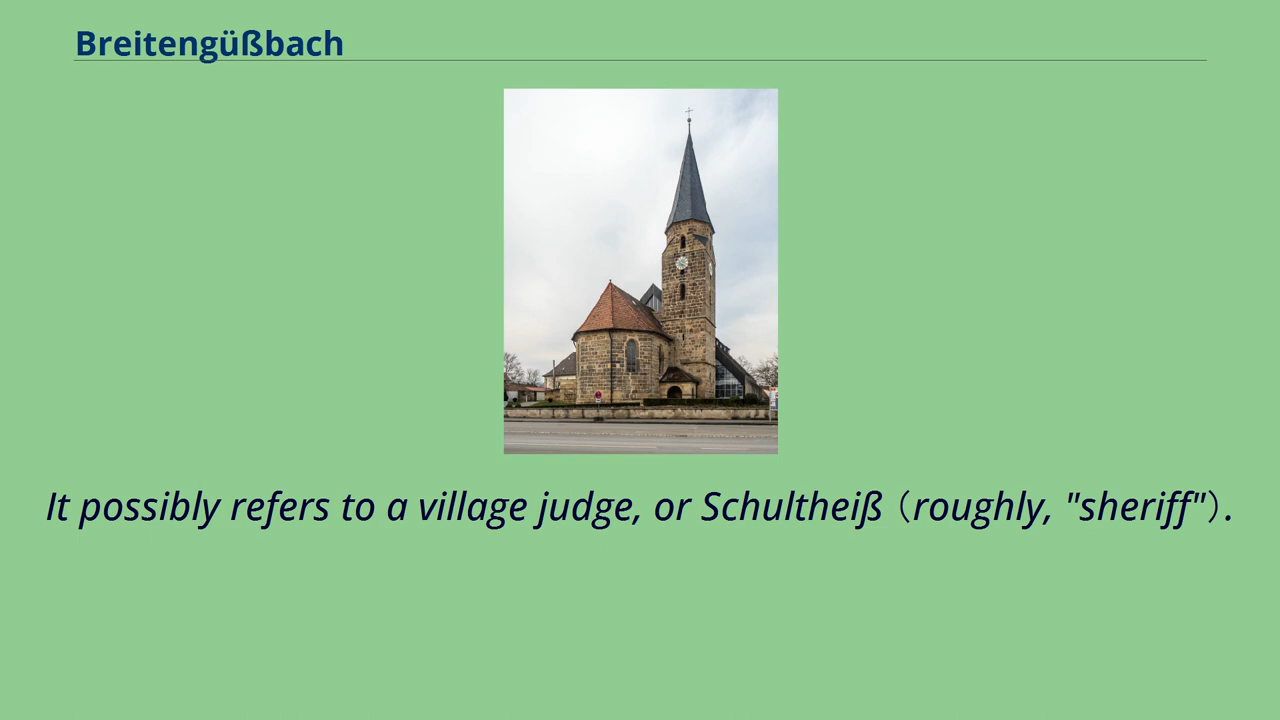 Breitengüßbach
It possibly refers to a village judge, or Schultheiß（roughly, "sheriff"）.